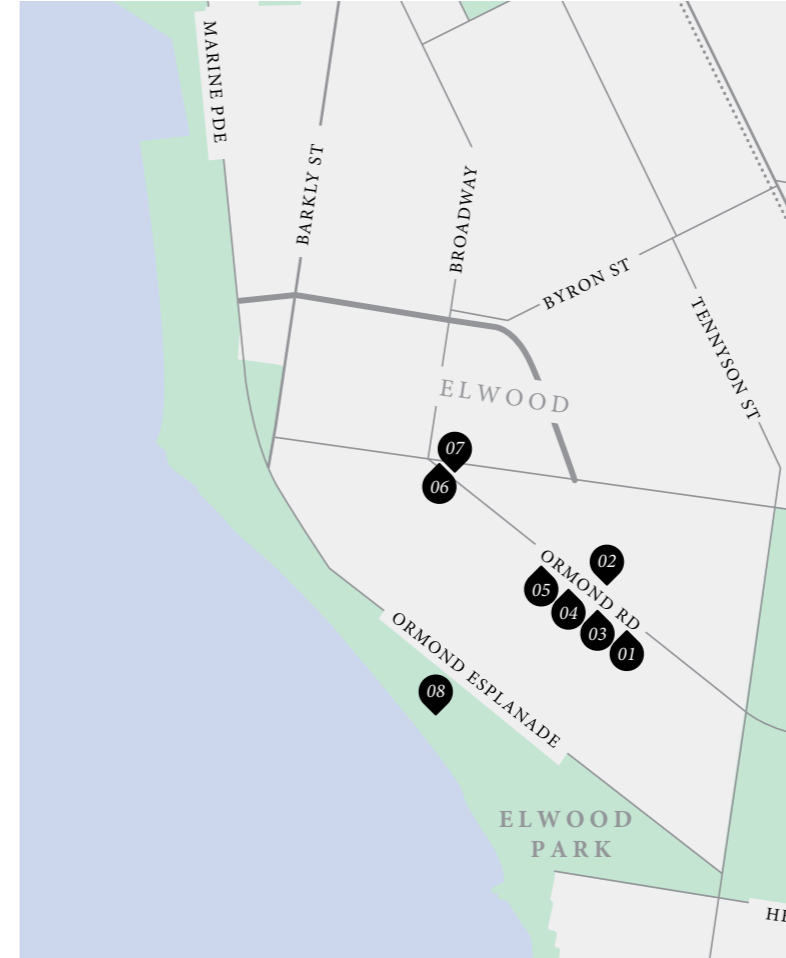 MARINE PDE
BARKLY ST
BROADWAY
BYRON ST
TENNYSON ST
ELWOOD
07
06
02
ORMOND RD
05
04
03
01
ORMOND ESPLANADE
08
ELWOOD
PARK